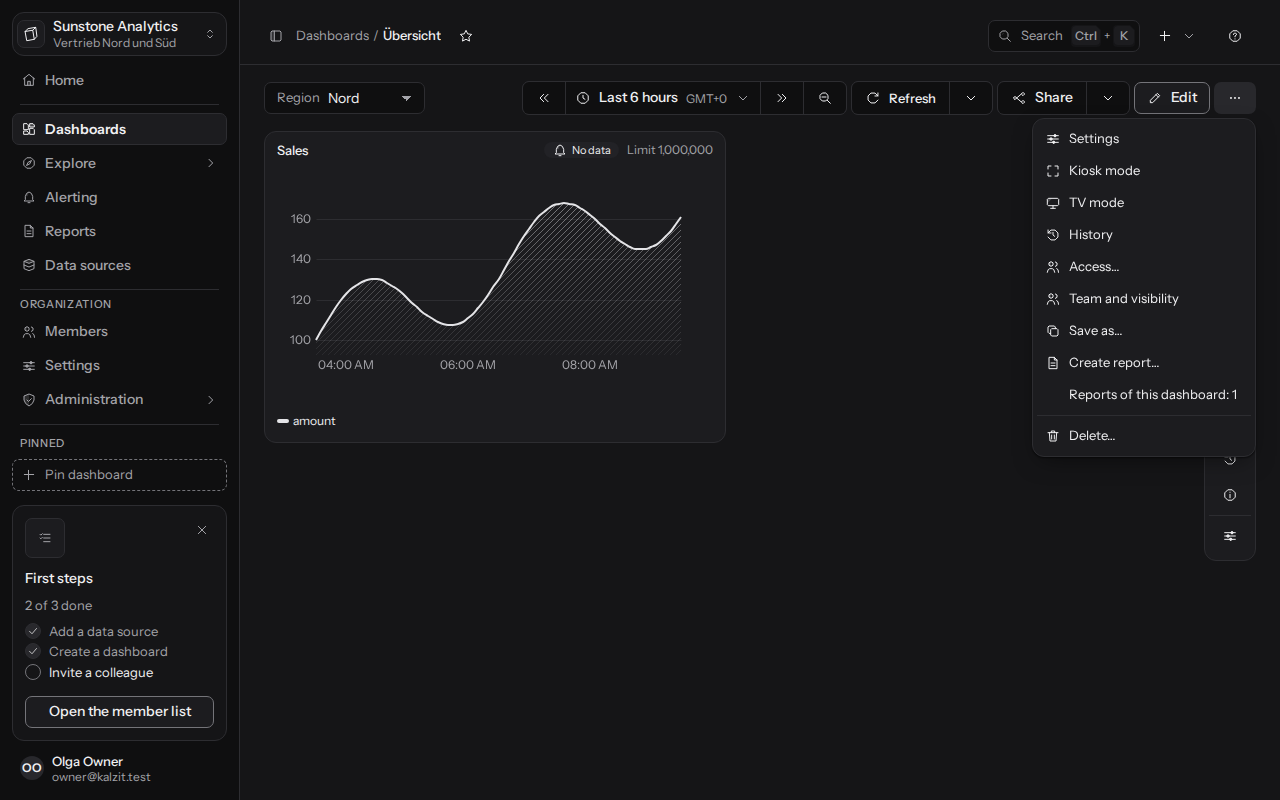 Sunstone Analytics
Vertrieb Nord und Süd
Home
Dashboards
Explore
Alerting
Reports
Data sources
ORGANIZATION
Members
Settings
Administration
PINNED
Pin dashboard
First steps
2 of 3 done
Add a data source
Create a dashboard
Invite a colleague
Open the member list
OO
Olga Owner
owner@kalzit.test
Dashboards / Übersicht
Search Ctrl + K
Region Nord
Last 6 hours GMT+0
Refresh
Share
Edit
Sales
No data
Limit 1,000,000
160
140
120
100
04:00 AM 06:00 AM 08:00 AM
amount
Settings
Kiosk mode
TV mode
History
Access...
Team and visibility
Save as...
Create report...
Reports of this dashboard: 1
Delete...